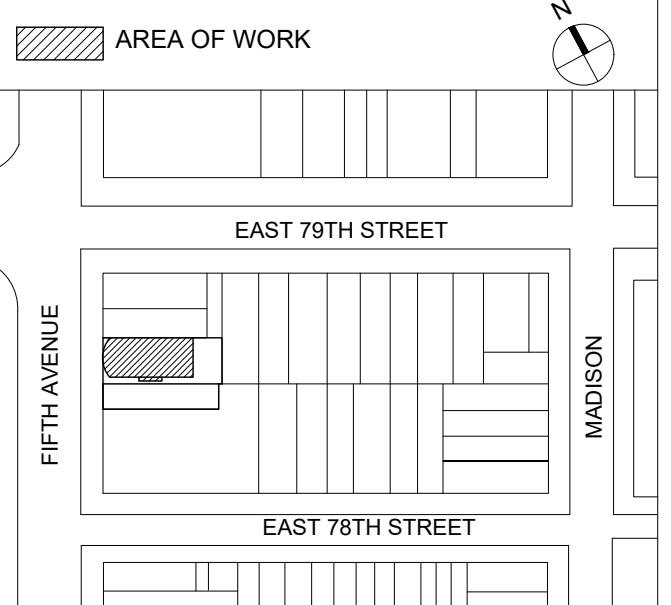 N
AREA OF WORK
EAST 79TH STREET
FIFTH AVENUE
MADISON
EAST 78TH STREET